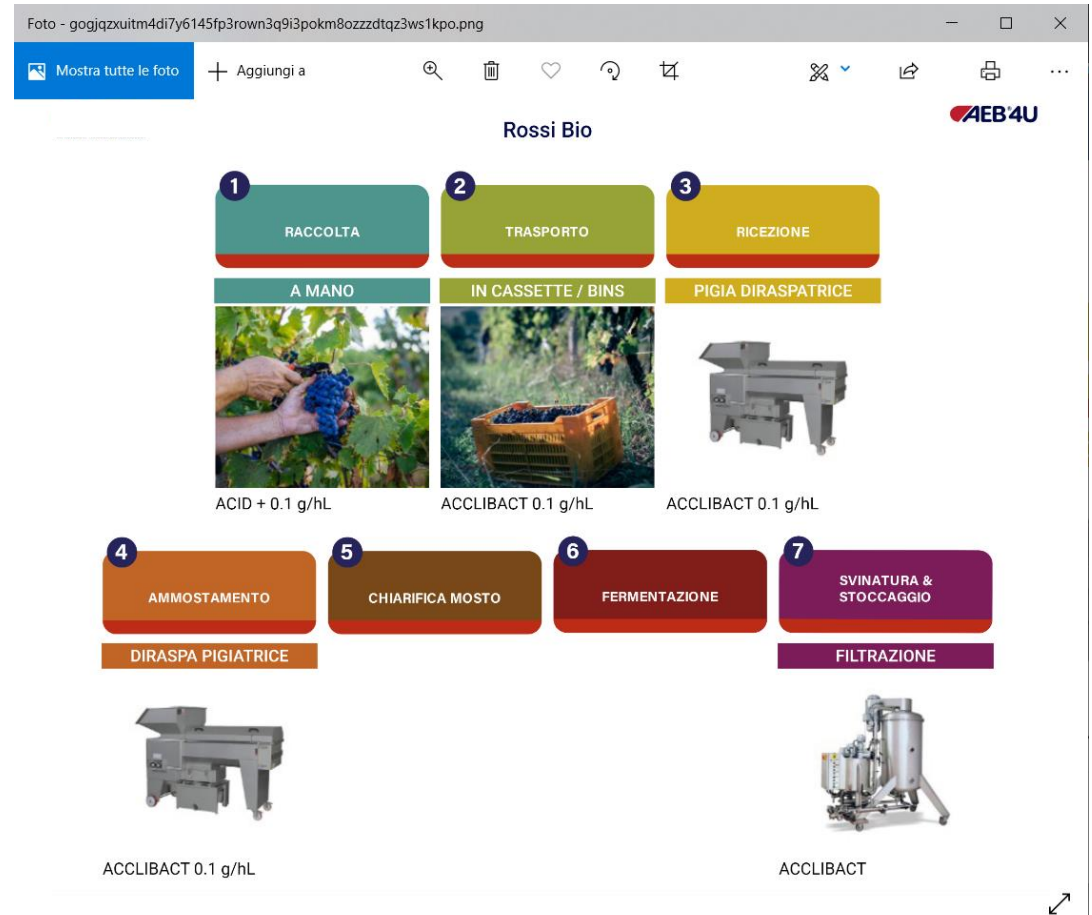 Foto - gogjqzxuitm4di7y6145fp3rown3q9i3pokm8ozzzdtqz3ws1kpo.png
Mostra tutte le foto
Aggiungi a
AEB®4U
Rossi Bio
1
RACCOLTA
A MANO
ACID + 0.1 g/hL
2
TRASPORTO
IN CASSETTE / BINS
ACCLIBACT 0.1 g/hL
3
RICEZIONE
PIGIA DIRASPATRICE
ACCLIBACT 0.1 g/hL
4
AMMOSTAMENTO
DIRASPA PIGIATRICE
ACCLIBACT 0.1 g/hL
5
CHIARIFICA MOSTO
6
FERMENTAZIONE
7
SVINATURA &
STOCCAGGIO
FILTRAZIONE
ACCLIBACT